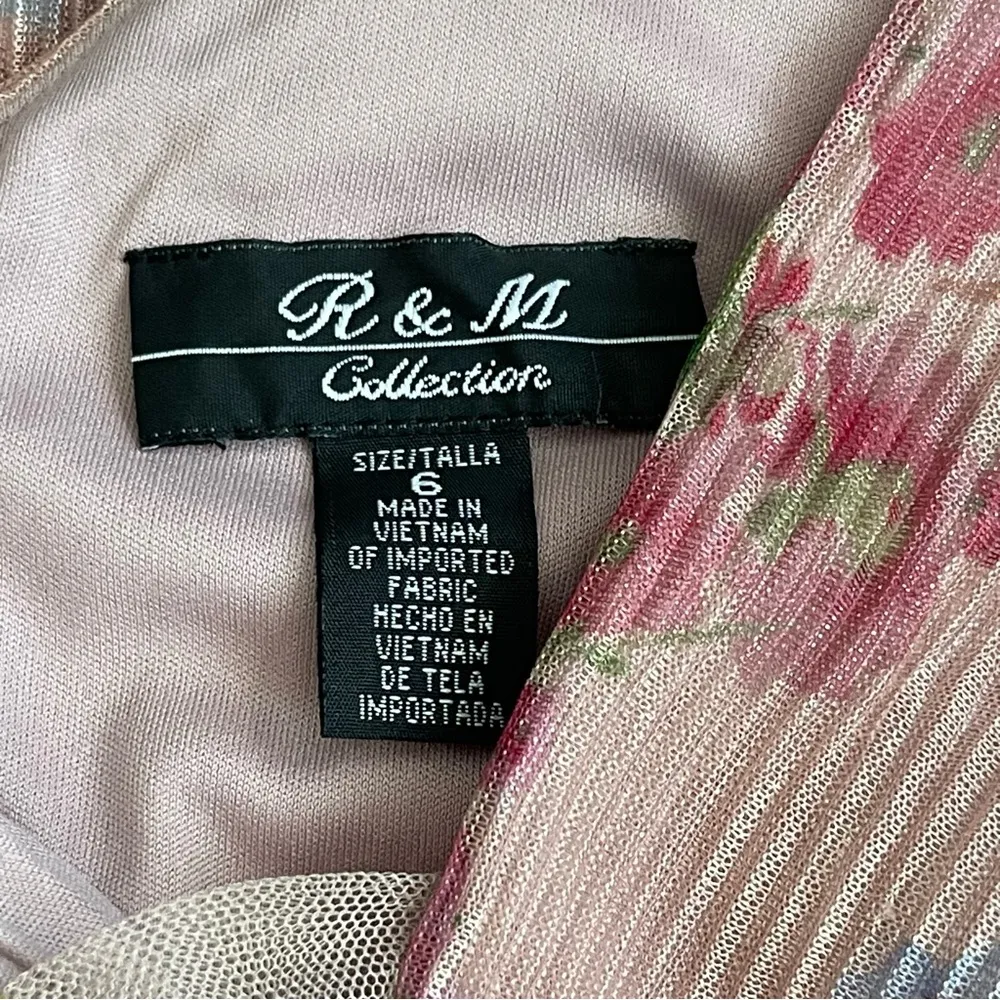 R & M
Collection
SIZE/TALLA
6
MADE IN
VIETNAM
OF IMPORTED
FABRIC
HECHO EN
VIETNAM
DE TELA
IMPORTADA